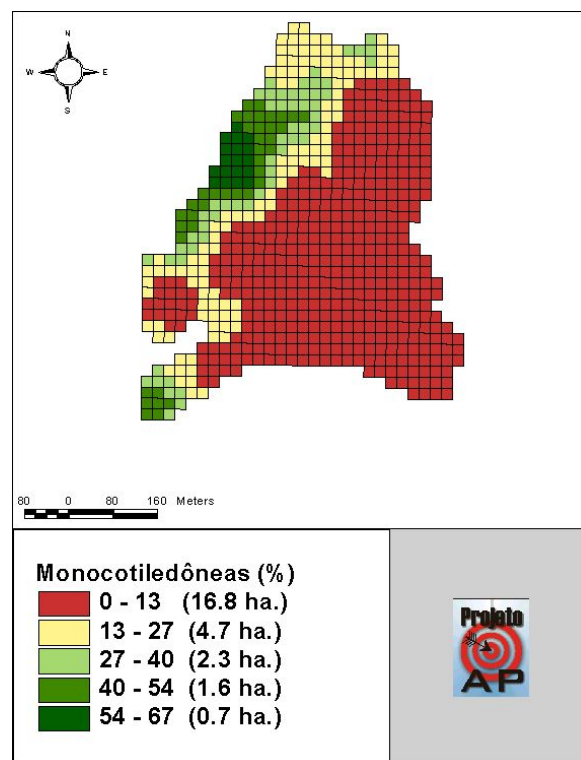 N
W E
S
80 0 80 160 Meters
Monocotiledôneas (%)
0 - 13 (16.8 ha.)
13 - 27 (4.7 ha.)
27 - 40 (2.3 ha.)
40 - 54 (1.6 ha.)
54 - 67 (0.7 ha.)
Projeto
AP